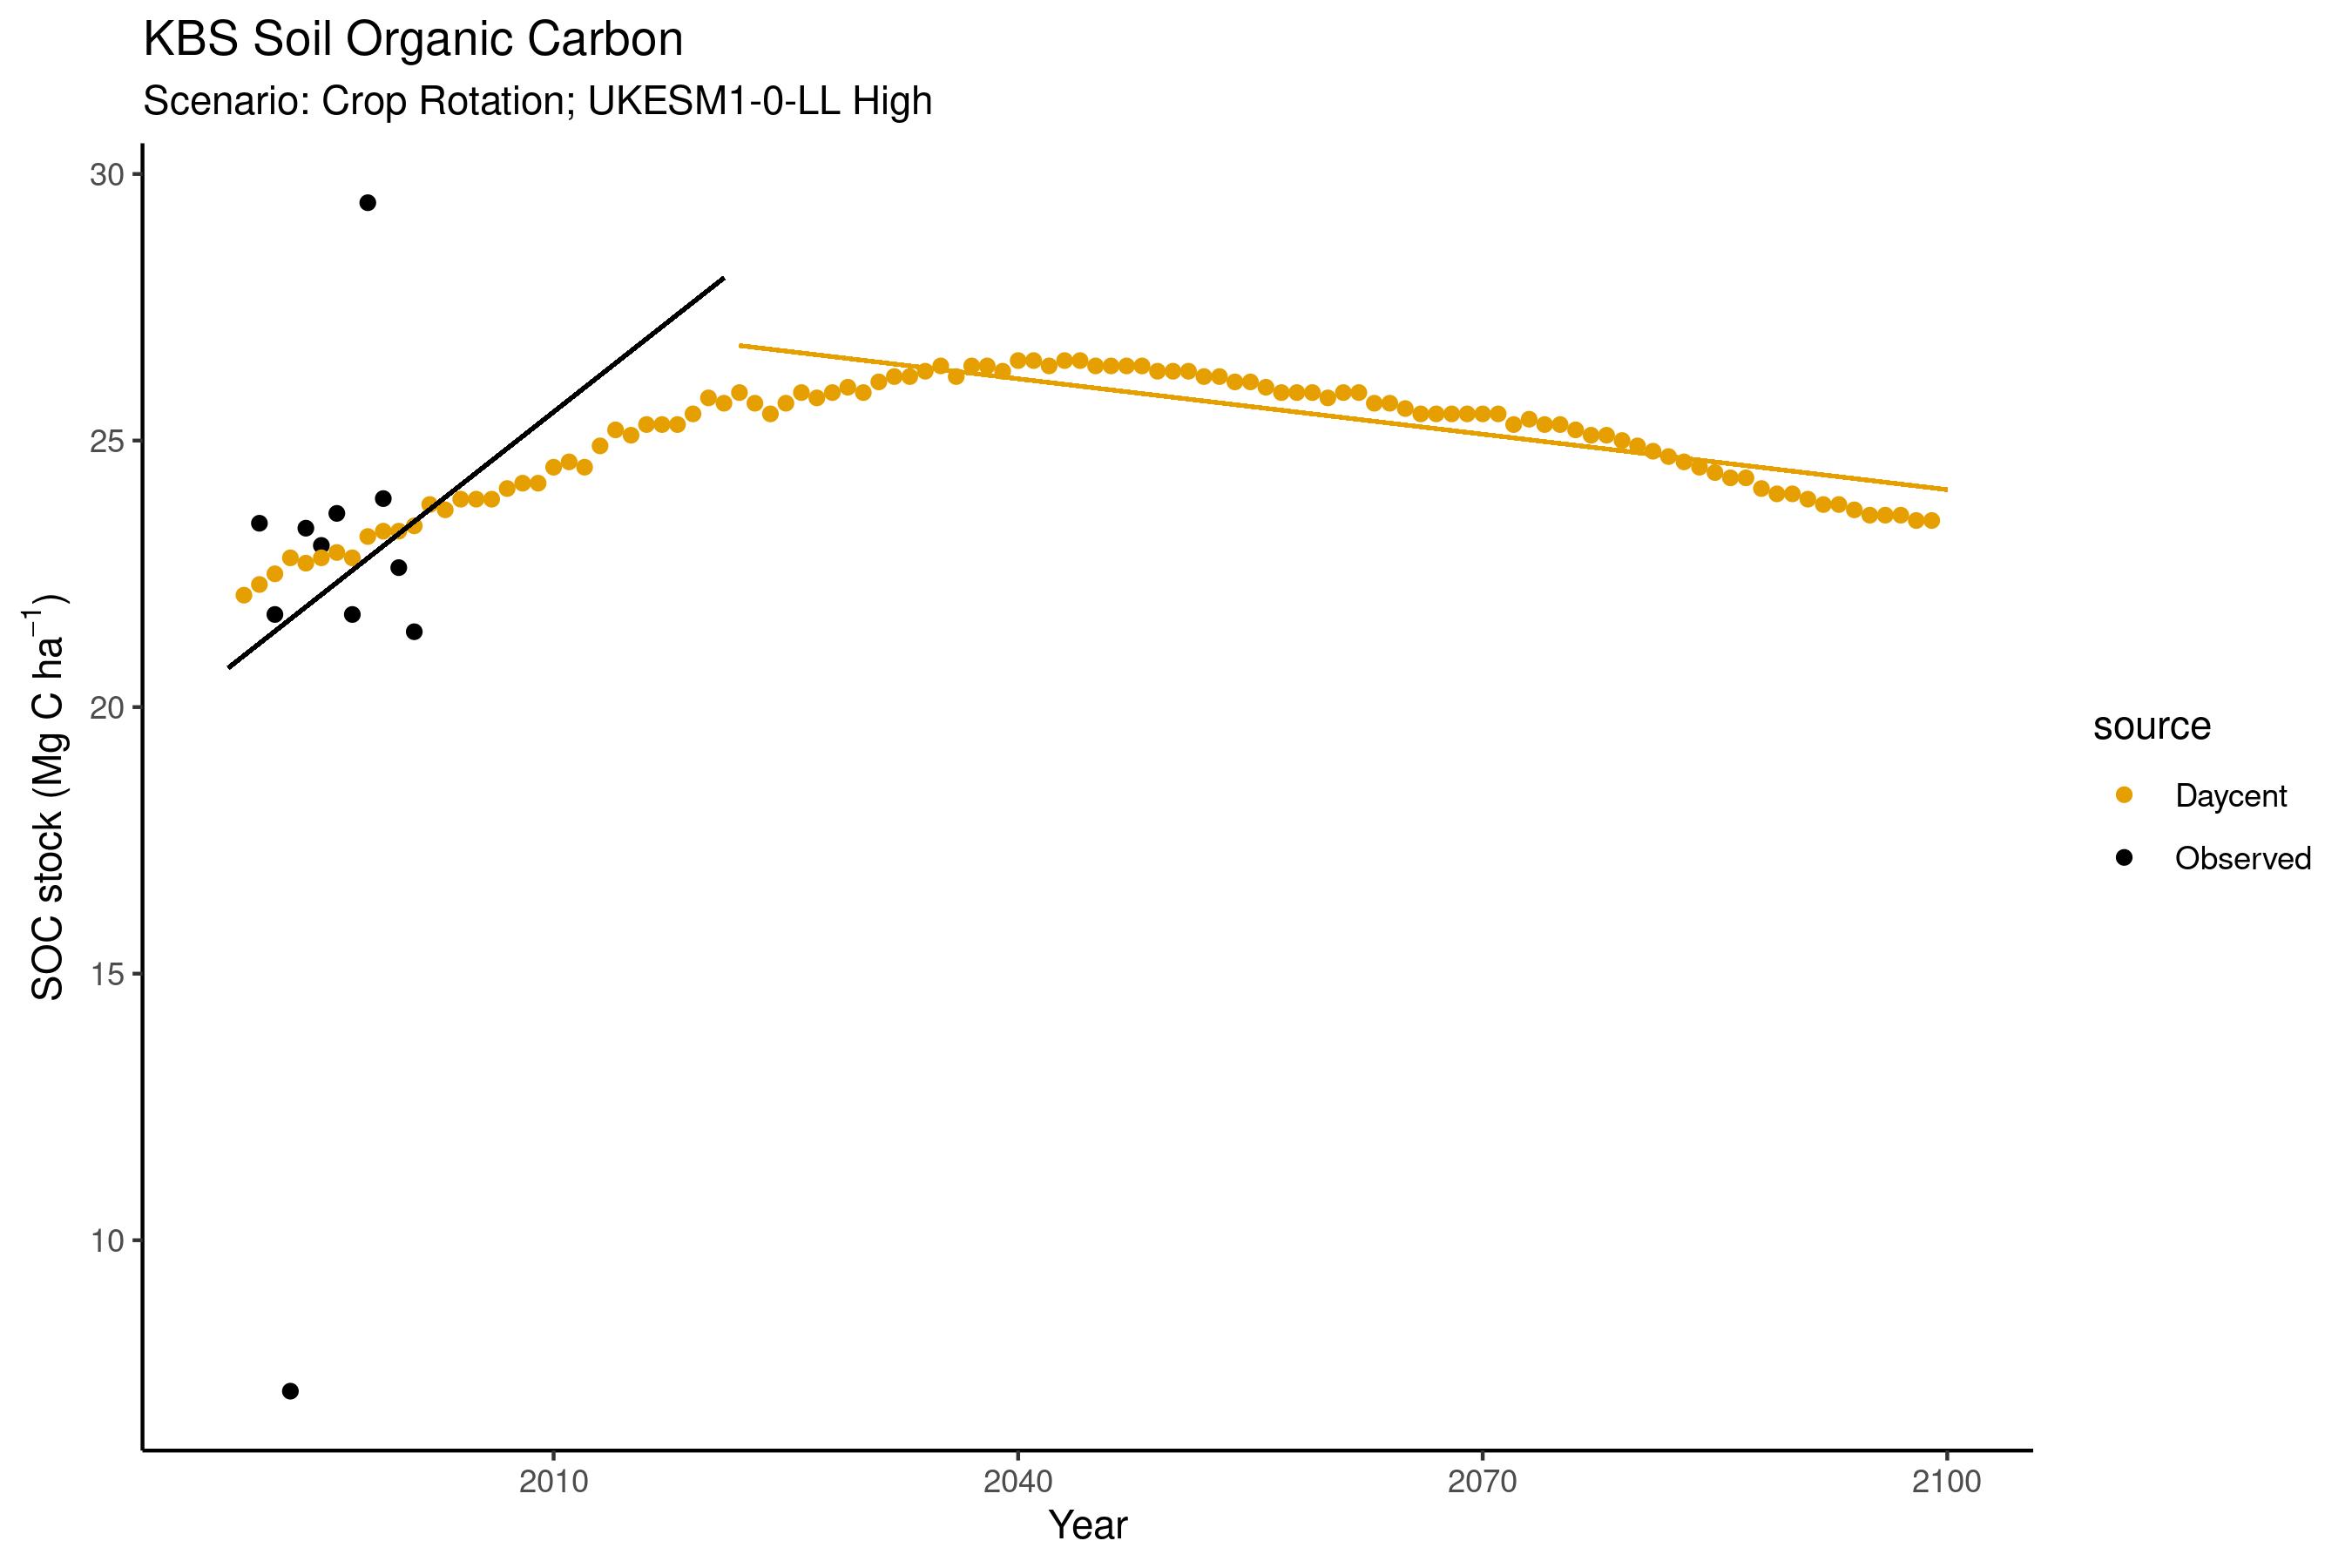 KBS Soil Organic Carbon
Scenario: Crop Rotation; UKESM1-0-LL High
30
25
20
15
10
SOC stock (Mg C ha⁻¹)
2010 2040 2070 2100
Year
source
Daycent
Observed